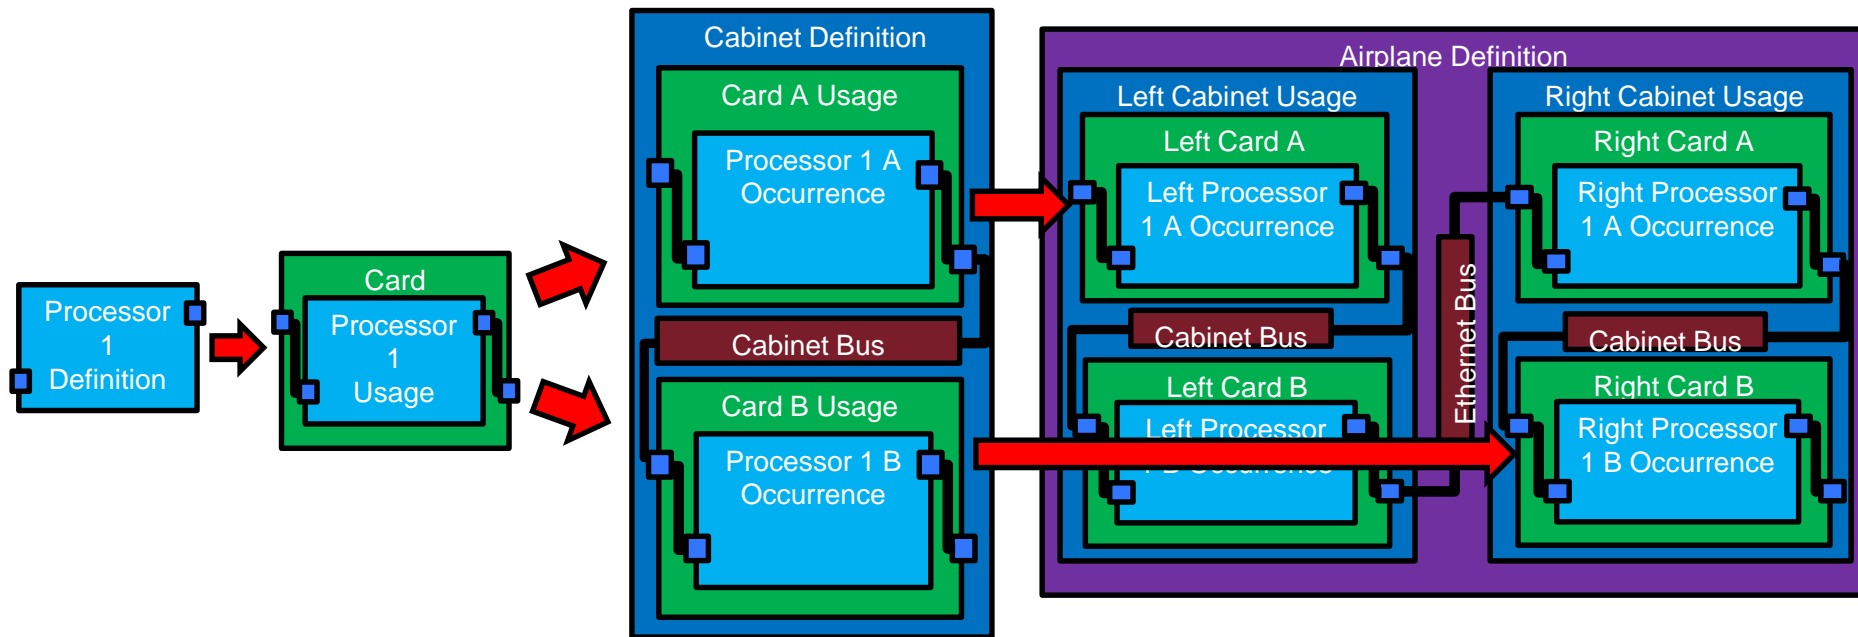 Processor
1
Definition
Card
Processor
1
Usage
Cabinet Definition
Card A Usage
Processor 1 A
Occurrence
Cabinet Bus
Card B Usage
Processor 1 B
Occurrence
Airplane Definition
Left Cabinet Usage
Left Card A
Left Processor
1 A Occurrence
Cabinet Bus
Left Card B
Left Processor
Ethernet Bus
Right Cabinet Usage
Right Card A
Right Processor
1 A Occurrence
Cabinet Bus
Right Card B
Right Processor
1 B Occurrence